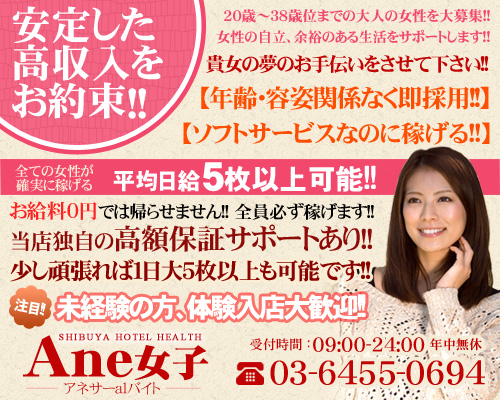 安定した
高収入を
お約束!!
20歳～38歳位までの大人の女性を大募集!!
女性の自立、余裕のある生活をサポートします!!
貴女の夢のお手伝いをさせて下さい!!
【年齢・容姿関係なく即採用!!】
【ソフトサービスなのに稼げる!!】
全ての女性が
確実に稼げる
平均日給5枚以上可能!!
お給料0円では帰らせません!! 全員必ず稼げます!!
当店独自の高額保証サポートあり!!
少し頑張れば1日大5枚以上も可能です!!
注目!
未経験の方、体験入店大歓迎!!
SHIBUYA HOTEL HEALTH
Ane女子
アネサーalバイト
受付時間：09:00-24:00 年中無休
☎03-6455-0694